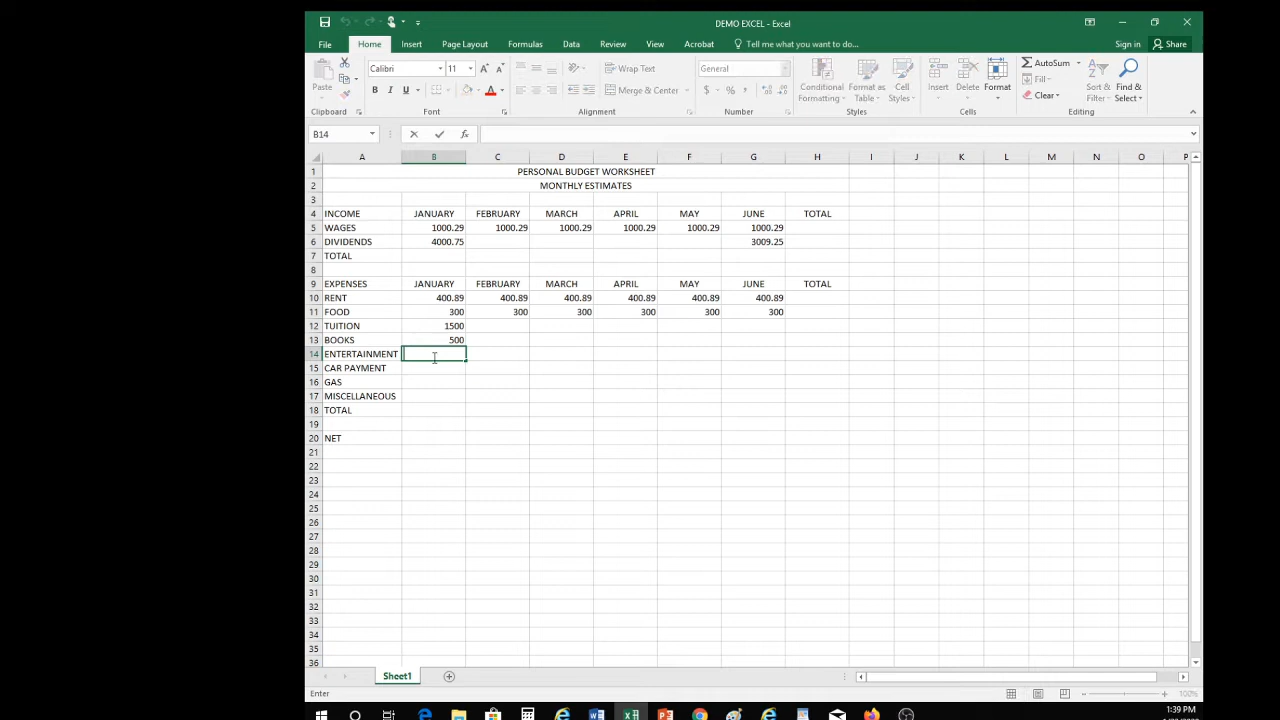 DEMO EXCEL - Excel
File Home Insert Page Layout Formulas Data Review View Acrobat Tell me what you want to do... Sign in Share
Paste Calibri 11 A A Wrap Text General Conditional Formatting Format as Table Cell Styles Insert Delete Format AutoSum Fill Clear Sort & Filter Find & Select
B I U A Merge & Center $ % ,
Clipboard Font Alignment Number Styles Cells Editing
B14 fx
A B C D E F G H I J K L M N O P
1 PERSONAL BUDGET WORKSHEET
2 MONTHLY ESTIMATES
3
4 INCOME JANUARY FEBRUARY MARCH APRIL MAY JUNE TOTAL
5 WAGES 1000.29 1000.29 1000.29 1000.29 1000.29 1000.29
6 DIVIDENDS 4000.75 3009.25
7 TOTAL
8
9 EXPENSES JANUARY FEBRUARY MARCH APRIL MAY JUNE TOTAL
10 RENT 400.89 400.89 400.89 400.89 400.89 400.89
11 FOOD 300 300 300 300 300 300
12 TUITION 1500
13 BOOKS 500
14 ENTERTAINMENT
15 CAR PAYMENT
16 GAS
17 MISCELLANEOUS
18 TOTAL
19
20 NET
21
22
23
24
25
26
27
28
29
30
31
32
33
34
35
36
Sheet1
Enter 100%
1:39 PM